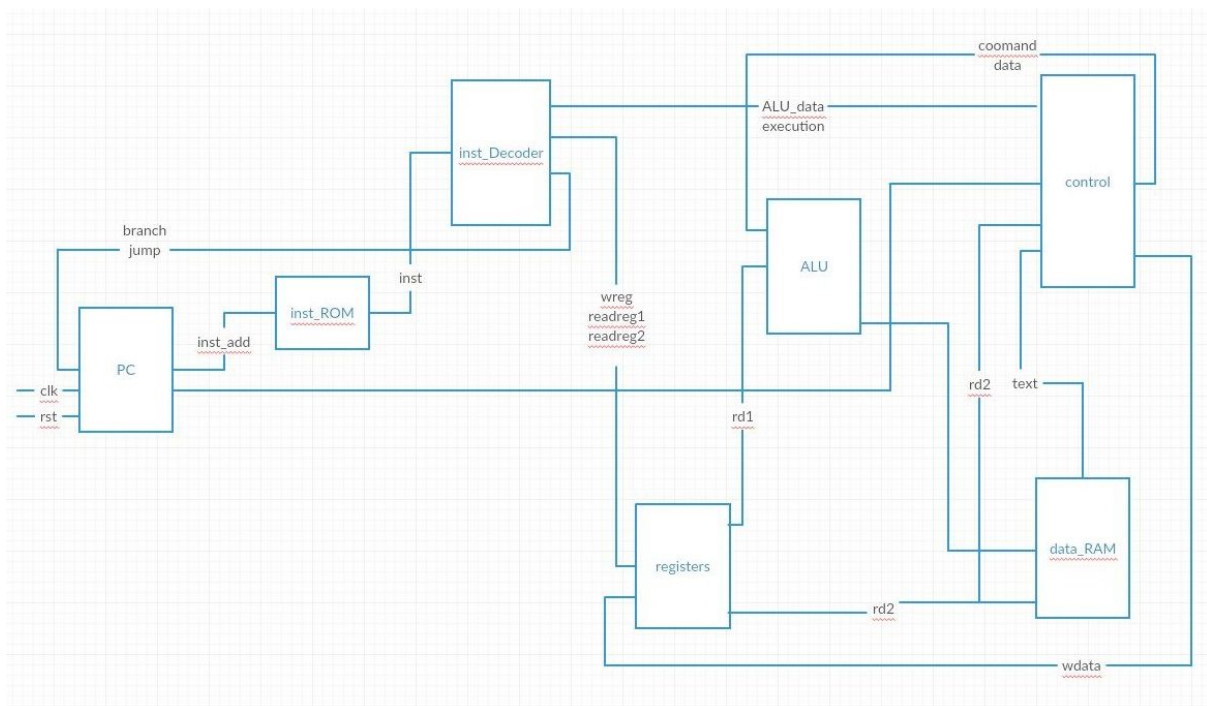 coomand
data
ALU_data
execution
inst_Decoder
control
branch
jump
ALU
inst
wreg
readreg1
readreg2
inst_ROM
inst_add
PC
clk
rst
rd2
text
rd1
data_RAM
registers
rd2
wdata